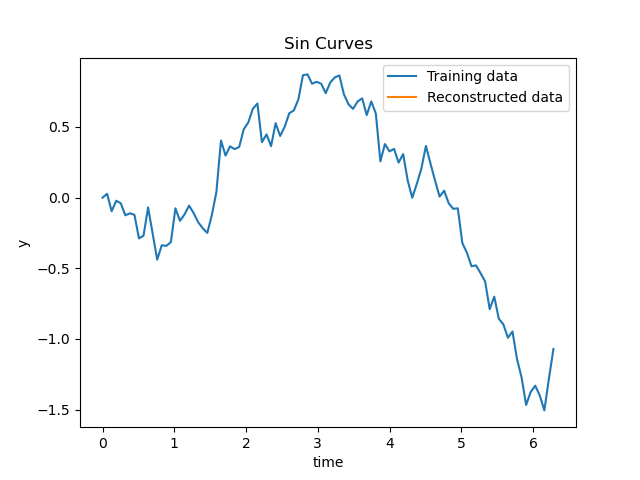 Sin Curves
Training data
Reconstructed data
y
0.5
0.0
−0.5
−1.0
−1.5
0 1 2 3 4 5 6
time